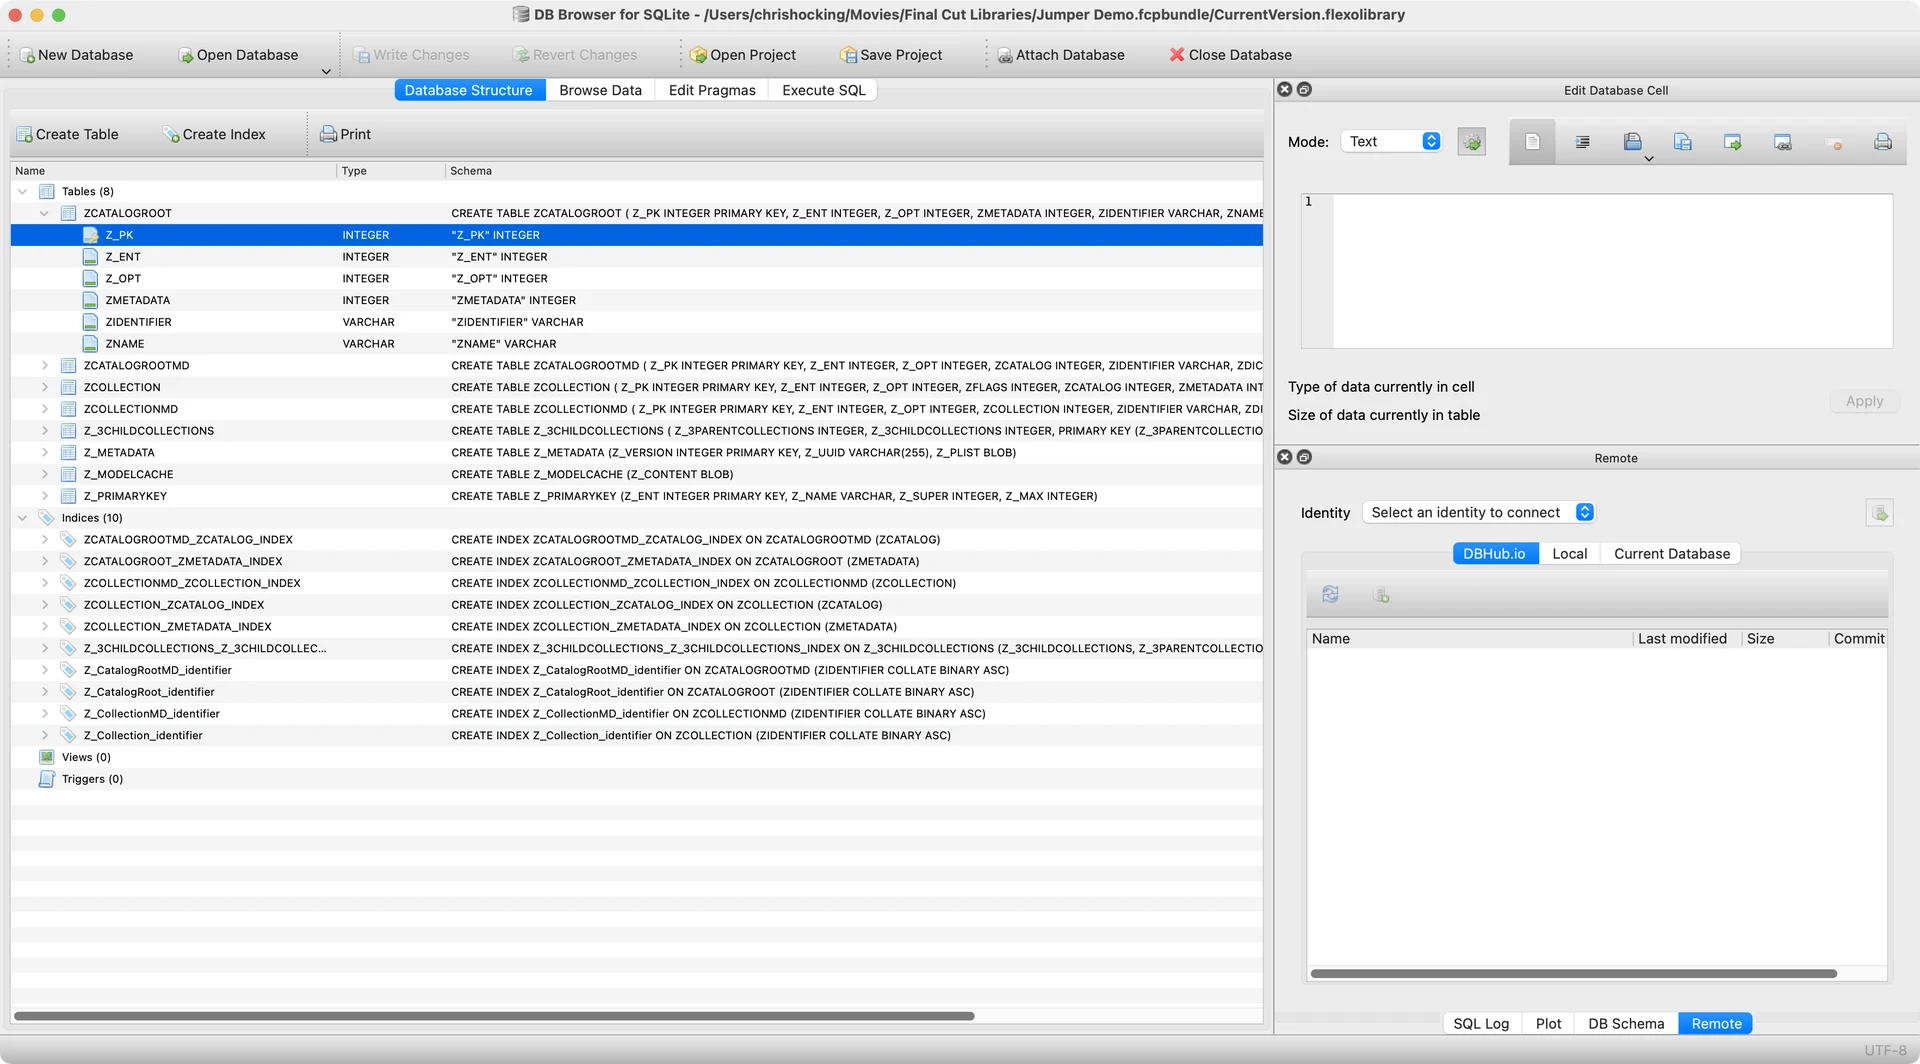 DB Browser for SQLite - /Users/chrishocking/Movies/Final Cut Libraries/Jumper Demo.fcpbundle/CurrentVersion.flexolibrary
New Database Open Database Write Changes Revert Changes Open Project Save Project Attach Database Close Database
Database Structure Browse Data Edit Pragmas Execute SQL
Create Table Create Index Print
Name Type Schema
Tables (8)
ZCATALOGROOT CREATE TABLE ZCATALOGROOT ( Z_PK INTEGER PRIMARY KEY, Z_ENT INTEGER, Z_OPT INTEGER, ZMETADATA INTEGER, ZIDENTIFIER VARCHAR, ZNAME
Z_PK INTEGER "Z_PK" INTEGER
Z_ENT INTEGER "Z_ENT" INTEGER
Z_OPT INTEGER "Z_OPT" INTEGER
ZMETADATA INTEGER "ZMETADATA" INTEGER
ZIDENTIFIER VARCHAR "ZIDENTIFIER" VARCHAR
ZNAME VARCHAR "ZNAME" VARCHAR
ZCATALOGROOTMD CREATE TABLE ZCATALOGROOTMD ( Z_PK INTEGER PRIMARY KEY, Z_ENT INTEGER, Z_OPT INTEGER, ZCATALOG INTEGER, ZIDENTIFIER VARCHAR, ZDIC
ZCOLLECTION CREATE TABLE ZCOLLECTION ( Z_PK INTEGER PRIMARY KEY, Z_ENT INTEGER, Z_OPT INTEGER, ZFLAGS INTEGER, ZCATALOG INTEGER, ZMETADATA INT
ZCOLLECTIONMD CREATE TABLE ZCOLLECTIONMD ( Z_PK INTEGER PRIMARY KEY, Z_ENT INTEGER, Z_OPT INTEGER, ZCOLLECTION INTEGER, ZIDENTIFIER VARCHAR, ZDI
Z_3CHILDCOLLECTIONS CREATE TABLE Z_3CHILDCOLLECTIONS ( Z_3PARENTCOLLECTIONS INTEGER, Z_3CHILDCOLLECTIONS INTEGER, PRIMARY KEY (Z_3PARENTCOLLECTIO
Z_METADATA CREATE TABLE Z_METADATA (Z_VERSION INTEGER PRIMARY KEY, Z_UUID VARCHAR(255), Z_PLIST BLOB)
Z_MODELCACHE CREATE TABLE Z_MODELCACHE (Z_CONTENT BLOB)
Z_PRIMARYKEY CREATE TABLE Z_PRIMARYKEY (Z_ENT INTEGER PRIMARY KEY, Z_NAME VARCHAR, Z_SUPER INTEGER, Z_MAX INTEGER)
Indices (10)
ZCATALOGROOTMD_ZCATALOG_INDEX CREATE INDEX ZCATALOGROOTMD_ZCATALOG_INDEX ON ZCATALOGROOTMD (ZCATALOG)
ZCATALOGROOT_ZMETADATA_INDEX CREATE INDEX ZCATALOGROOT_ZMETADATA_INDEX ON ZCATALOGROOT (ZMETADATA)
ZCOLLECTIONMD_ZCOLLECTION_INDEX CREATE INDEX ZCOLLECTIONMD_ZCOLLECTION_INDEX ON ZCOLLECTIONMD (ZCOLLECTION)
ZCOLLECTION_ZCATALOG_INDEX CREATE INDEX ZCOLLECTION_ZCATALOG_INDEX ON ZCOLLECTION (ZCATALOG)
ZCOLLECTION_ZMETADATA_INDEX CREATE INDEX ZCOLLECTION_ZMETADATA_INDEX ON ZCOLLECTION (ZMETADATA)
Z_3CHILDCOLLECTIONS_Z_3CHILDCOLLEC... CREATE INDEX Z_3CHILDCOLLECTIONS_Z_3CHILDCOLLECTIONS_INDEX ON Z_3CHILDCOLLECTIONS (Z_3CHILDCOLLECTIONS, Z_3PARENTCOLLECTIO
Z_CatalogRootMD_identifier CREATE INDEX Z_CatalogRootMD_identifier ON ZCATALOGROOTMD (ZIDENTIFIER COLLATE BINARY ASC)
Z_CatalogRoot_identifier CREATE INDEX Z_CatalogRoot_identifier ON ZCATALOGROOT (ZIDENTIFIER COLLATE BINARY ASC)
Z_CollectionMD_identifier CREATE INDEX Z_CollectionMD_identifier ON ZCOLLECTIONMD (ZIDENTIFIER COLLATE BINARY ASC)
Z_Collection_identifier CREATE INDEX Z_Collection_identifier ON ZCOLLECTION (ZIDENTIFIER COLLATE BINARY ASC)
Views (0)
Triggers (0)
Edit Database Cell
Mode: Text
1
Type of data currently in cell
Size of data currently in table
Apply
Remote
Identity Select an identity to connect
DBHub.io Local Current Database
Name Last modified Size Commit
SQL Log Plot DB Schema Remote
UTF-8